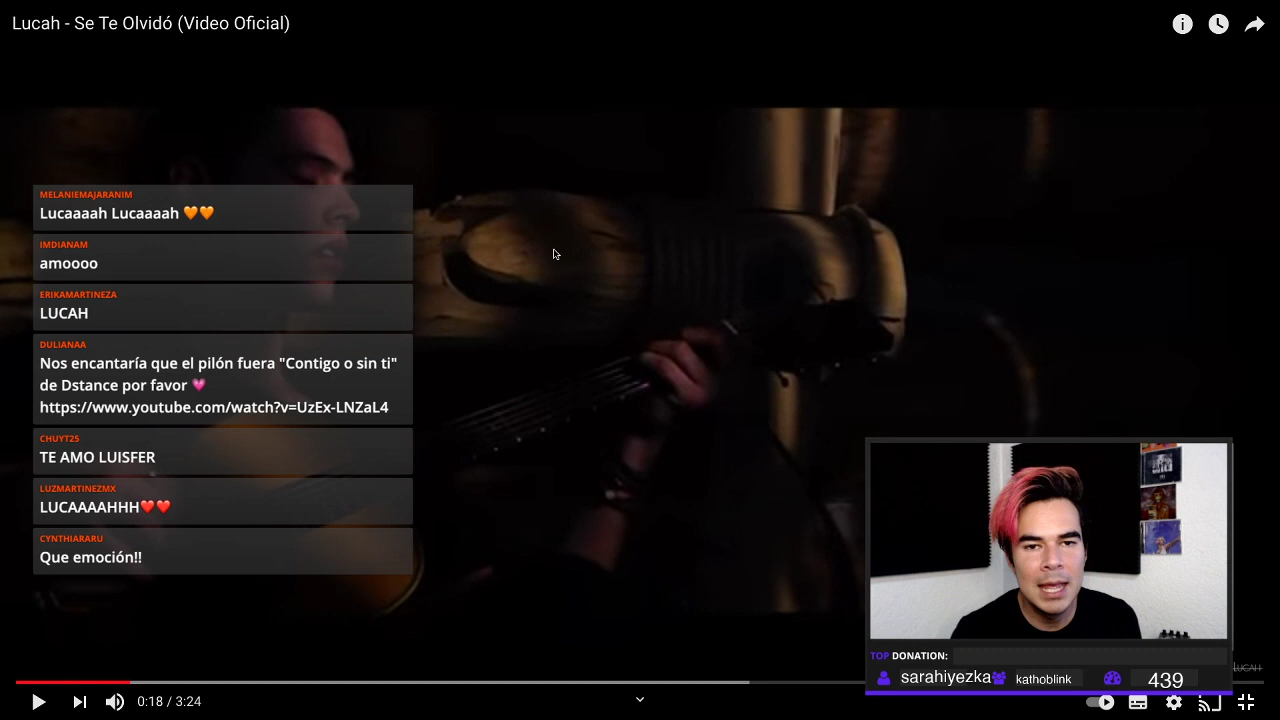 Lucah - Se Te Olvidó (Video Oficial)
MELANIEMAJARANIM
Lucaaaah Lucaaaah 🧡🧡
IMDIANAM
amoooo
ERIKAMARTINEZA
LUCAH
DULIANAA
Nos encantaría que el pilón fuera "Contigo o sin ti"
de Dstance por favor 💗
https://www.youtube.com/watch?v=UzEx-LNZaL4
CHUYT25
TE AMO LUISFER
LUZMARTINEZMX
LUCAAAAHHH❤️❤️
CYNTHIARARU
Que emoción!!
TOP DONATION:
sarahiyezka kathoblink 439
LUCAH
0:18 / 3:24